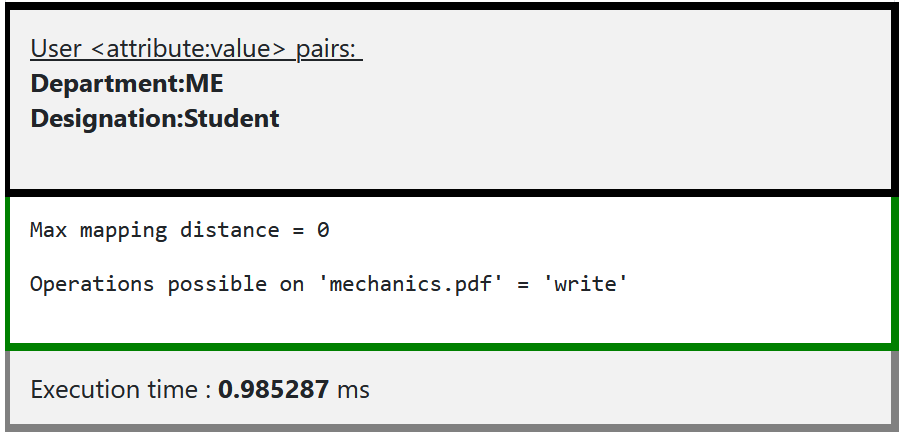 User <attribute:value> pairs:
Department:ME
Designation:Student
Max mapping distance = 0
Operations possible on 'mechanics.pdf' = 'write'
Execution time : 0.985287 ms